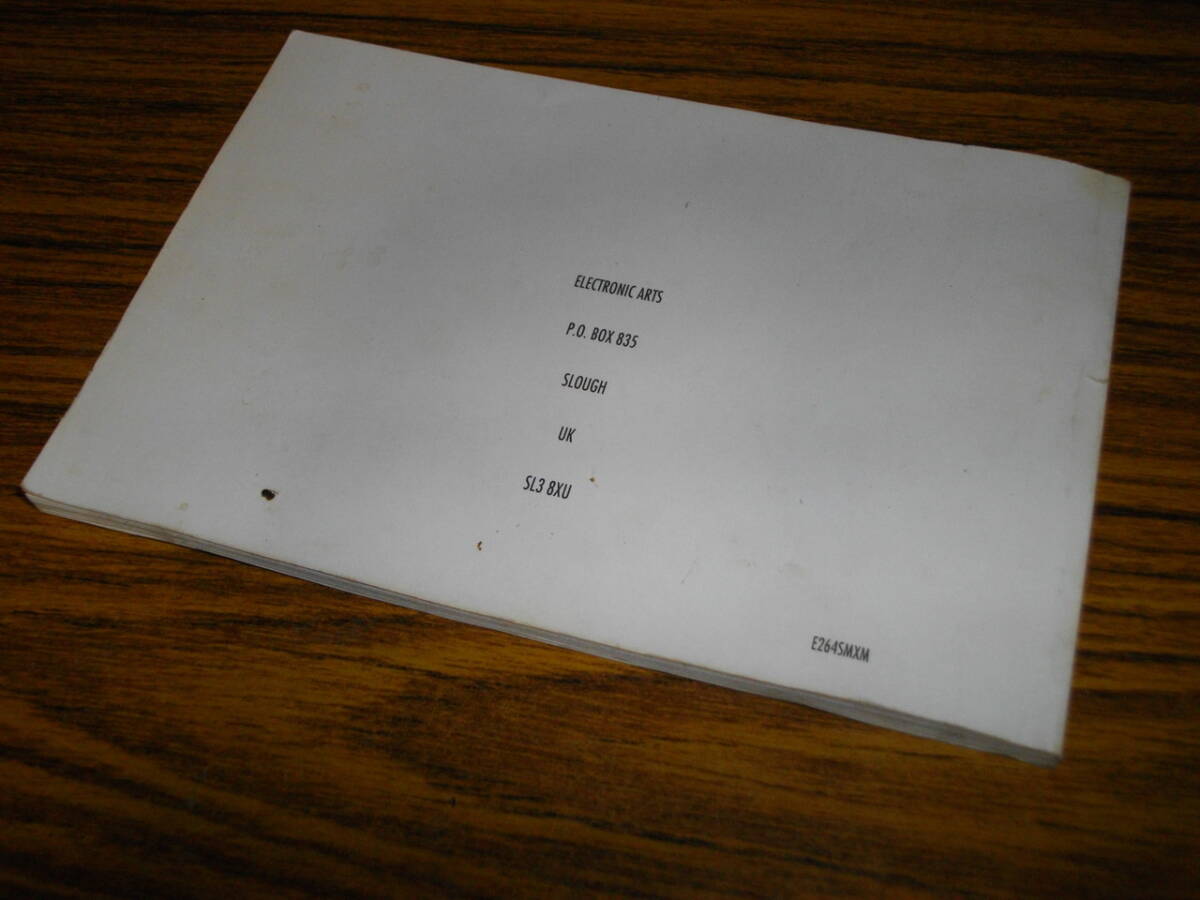 ELECTRONIC ARTS
P.O. BOX 835
SLOUGH
UK
SL3 8XU
E264SMXM